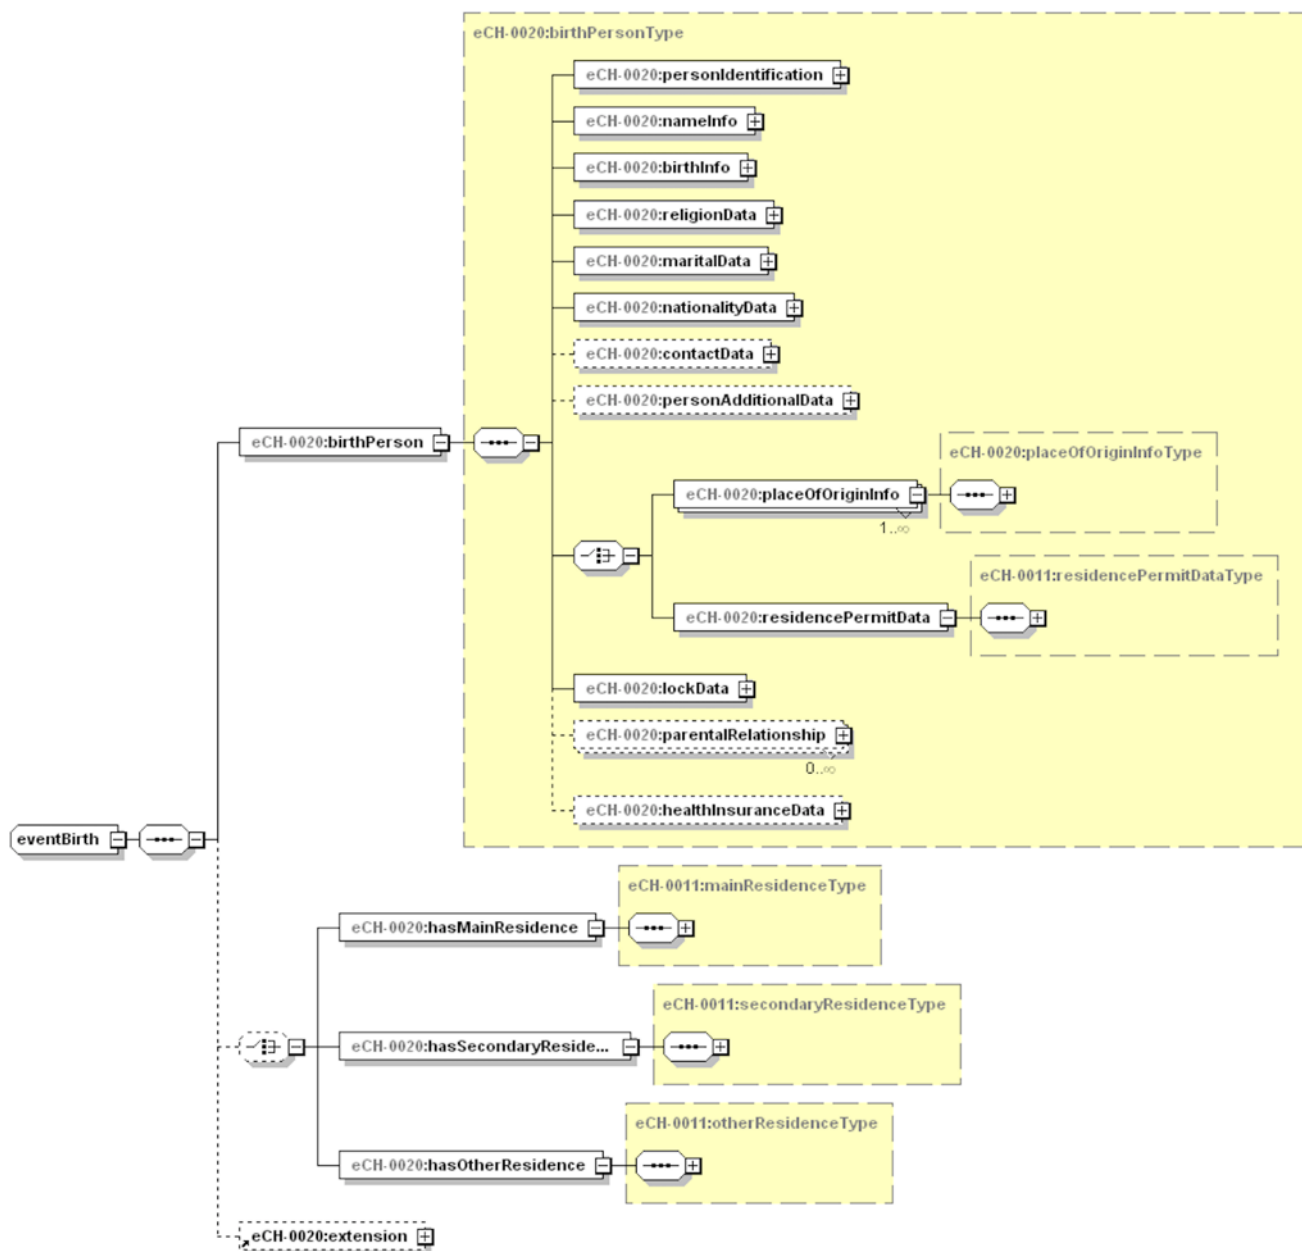 eCH-0020:birthPersonType
eCH-0020:personIdentification
eCH-0020:nameInfo
eCH-0020:birthInfo
eCH-0020:religionData
eCH-0020:maritalData
eCH-0020:nationalityData
eCH-0020:contactData
eCH-0020:personAdditionalData
eCH-0020:birthPerson
eCH-0020:placeOfOriginInfoType
eCH-0020:placeOfOriginInfo
1..∞
eCH-0011:residencePermitDataType
eCH-0020:residencePermitData
eCH-0020:lockData
eCH-0020:parentalRelationship
0..∞
eCH-0020:healthInsuranceData
eventBirth
eCH-0011:mainResidenceType
eCH-0020:hasMainResidence
eCH-0011:secondaryResidenceType
eCH-0020:hasSecondaryReside...
eCH-0011:otherResidenceType
eCH-0020:hasOtherResidence
eCH-0020:extension